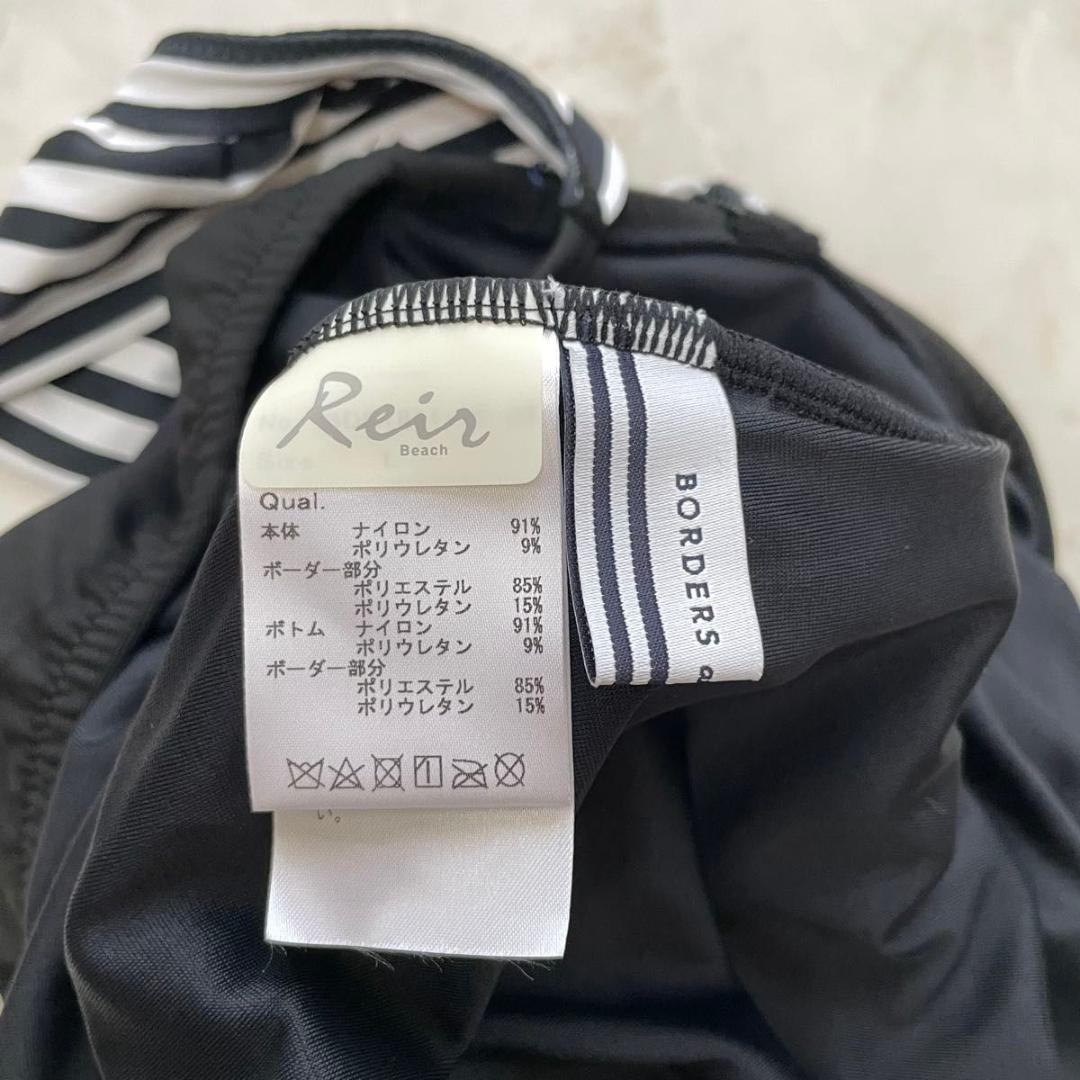 Reir
Beach
Qual.
本体 ナイロン 91%
ポリウレタン 9%
ボーダー部分
ポリエステル 85%
ポリウレタン 15%
ボトム ナイロン 91%
ポリウレタン 9%
ボーダー部分
ポリエステル 85%
ポリウレタン 15%
い。
BORDERS